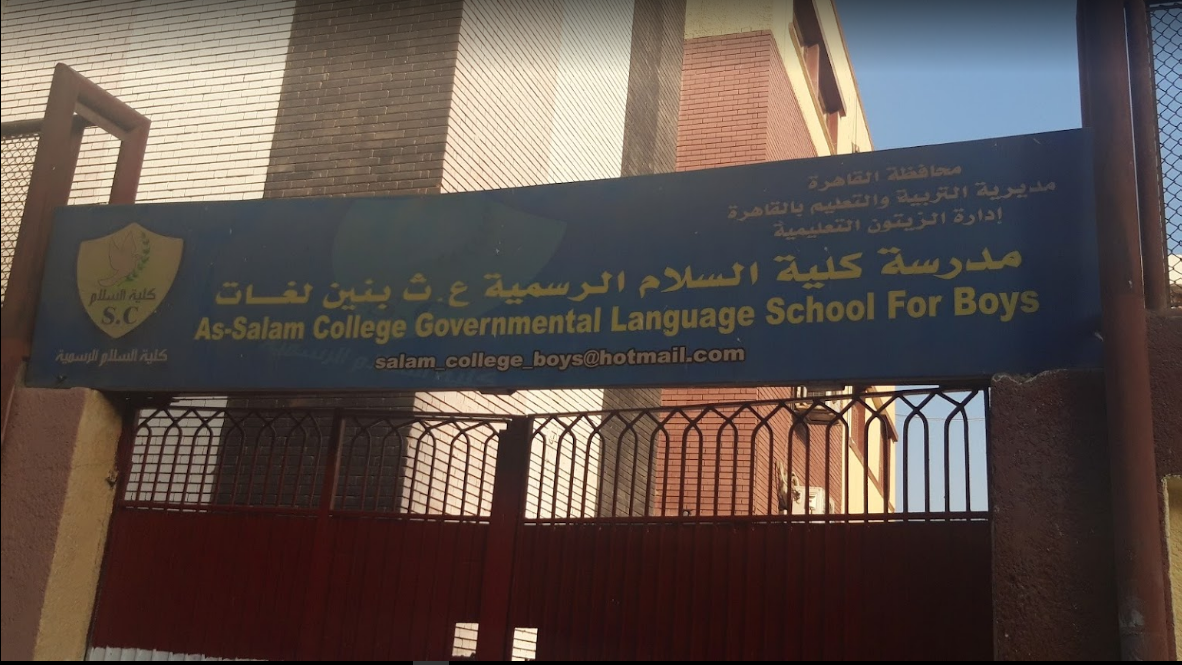 محافظة القاهرة
مديرية التربية والتعليم بالقاهرة
إدارة الزيتون التعليمية
مدرسة كلية السلام الرسمية ع.ث بنين لغات
As-Salam College Governmental Language School For Boys
salam_college_boys@hotmail.com
كلية السلام
S.C
كلية السلام الرسمية